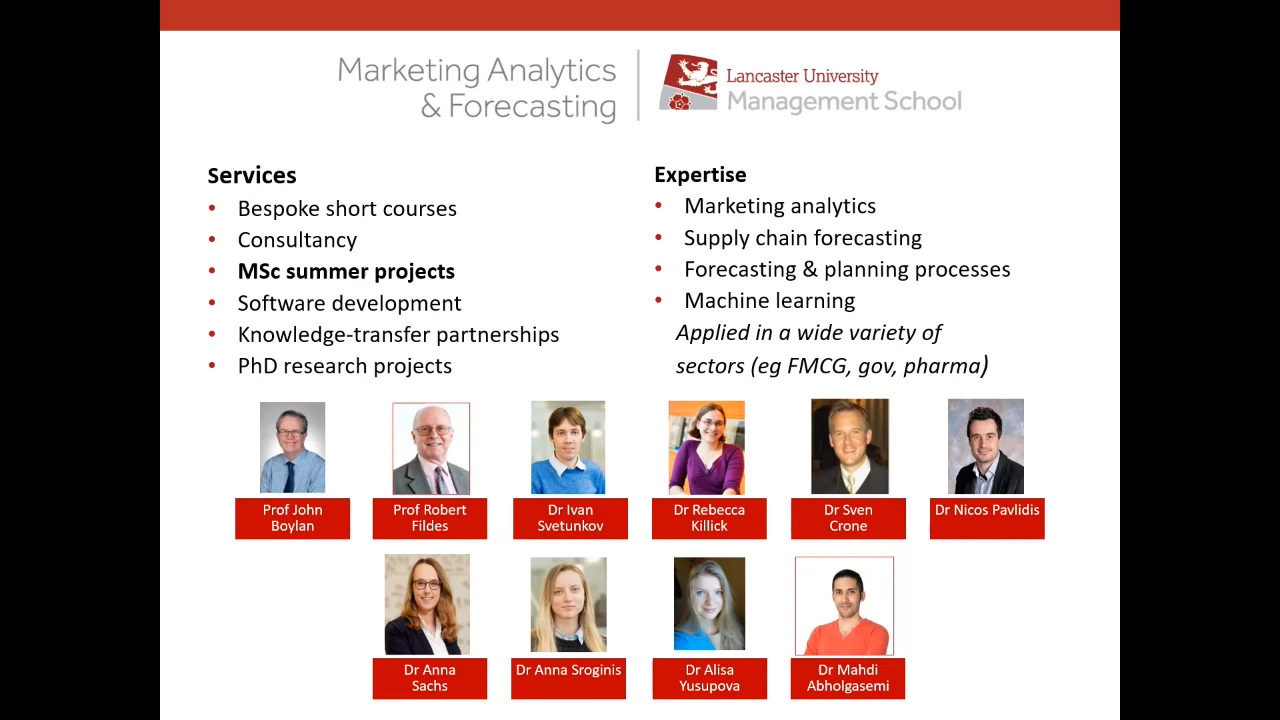 Marketing Analytics
& Forecasting
Lancaster University
Management School
Services
• Bespoke short courses
• Consultancy
• MSc summer projects
• Software development
• Knowledge-transfer partnerships
• PhD research projects
Expertise
• Marketing analytics
• Supply chain forecasting
• Forecasting & planning processes
• Machine learning
Applied in a wide variety of
sectors (eg FMCG, gov, pharma)
Prof John
Boylan
Prof Robert
Fildes
Dr Ivan
Svetunkov
Dr Rebecca
Killick
Dr Sven
Crone
Dr Nicos Pavlidis
Dr Anna
Sachs
Dr Anna Sroginis
Dr Alisa
Yusupova
Dr Mahdi
Abholgasemi